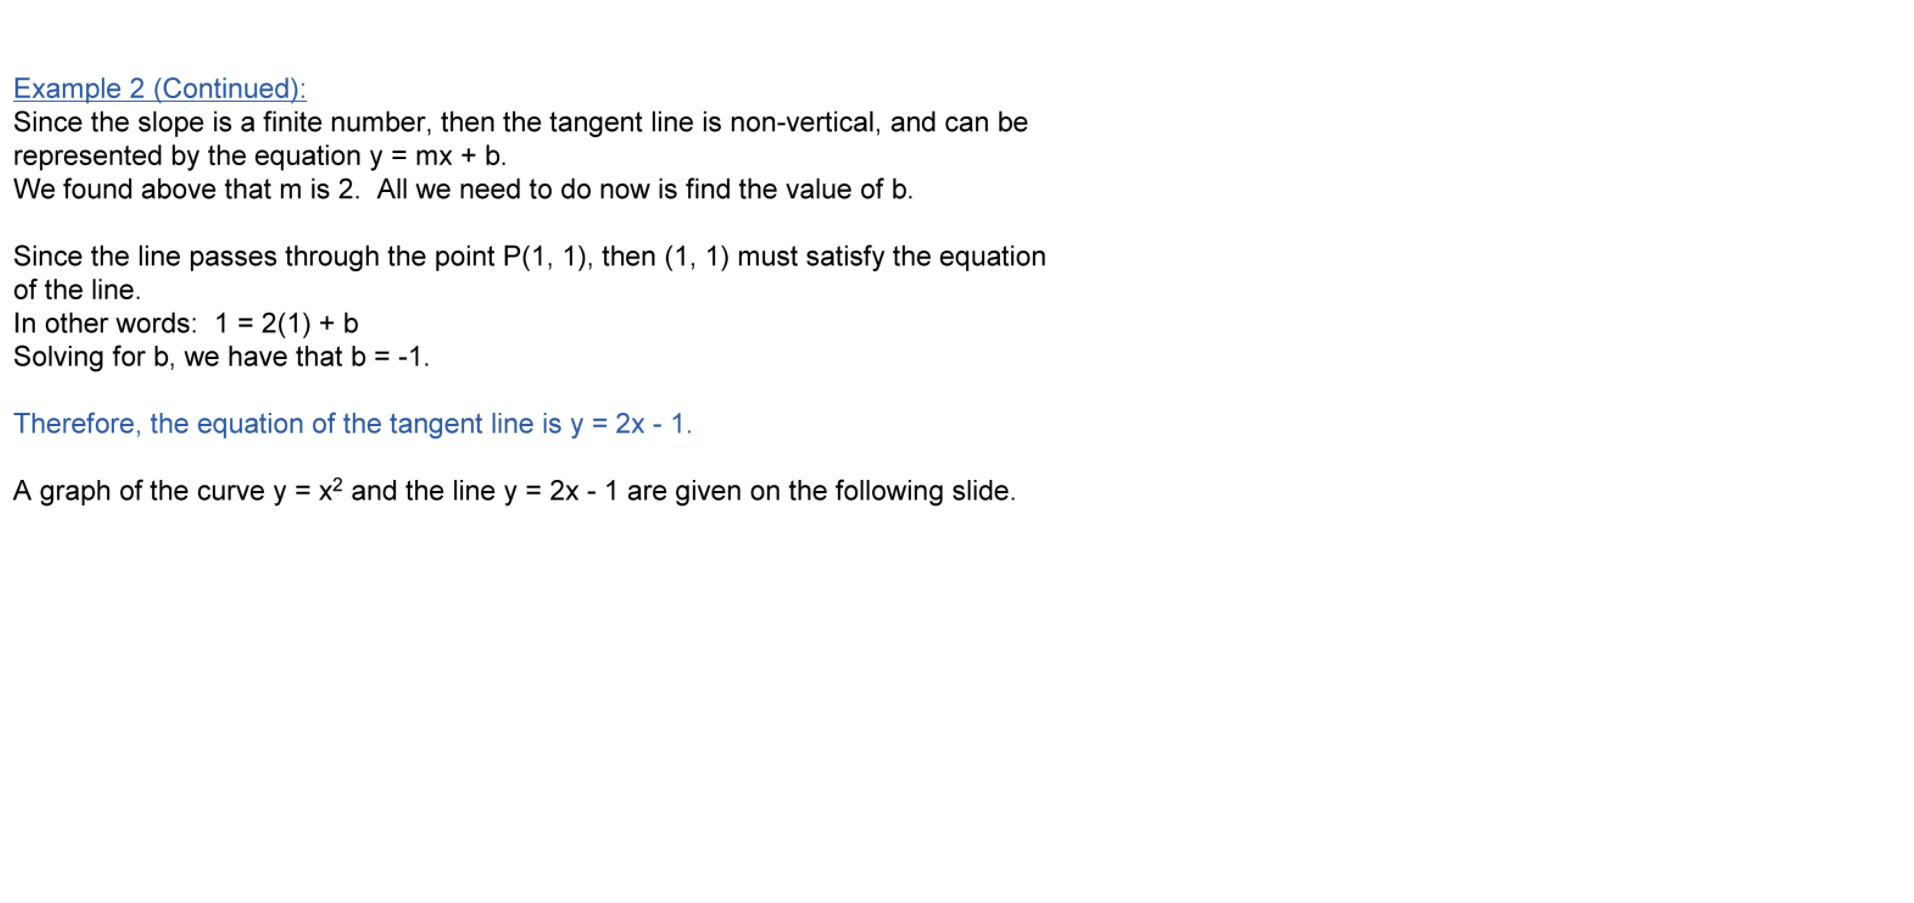 Example 2 (Continued):
Since the slope is a finite number, then the tangent line is non-vertical, and can be
represented by the equation y = mx + b.
We found above that m is 2.  All we need to do now is find the value of b.
Since the line passes through the point P(1, 1), then (1, 1) must satisfy the equation
of the line.
In other words:  1 = 2(1) + b
Solving for b, we have that b = -1.
Therefore, the equation of the tangent line is y = 2x - 1.
A graph of the curve y = x² and the line y = 2x - 1 are given on the following slide.